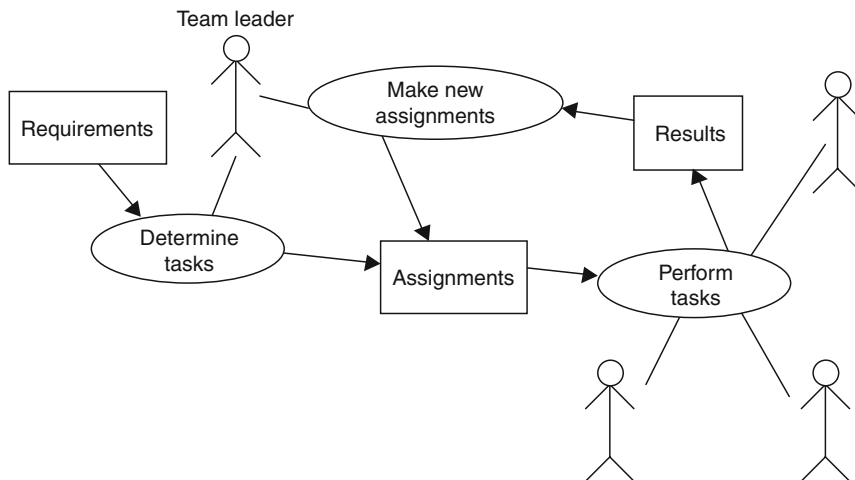 Team leader
Make new
assignments
Requirements
Results
Determine
tasks
Assignments
Perform
tasks